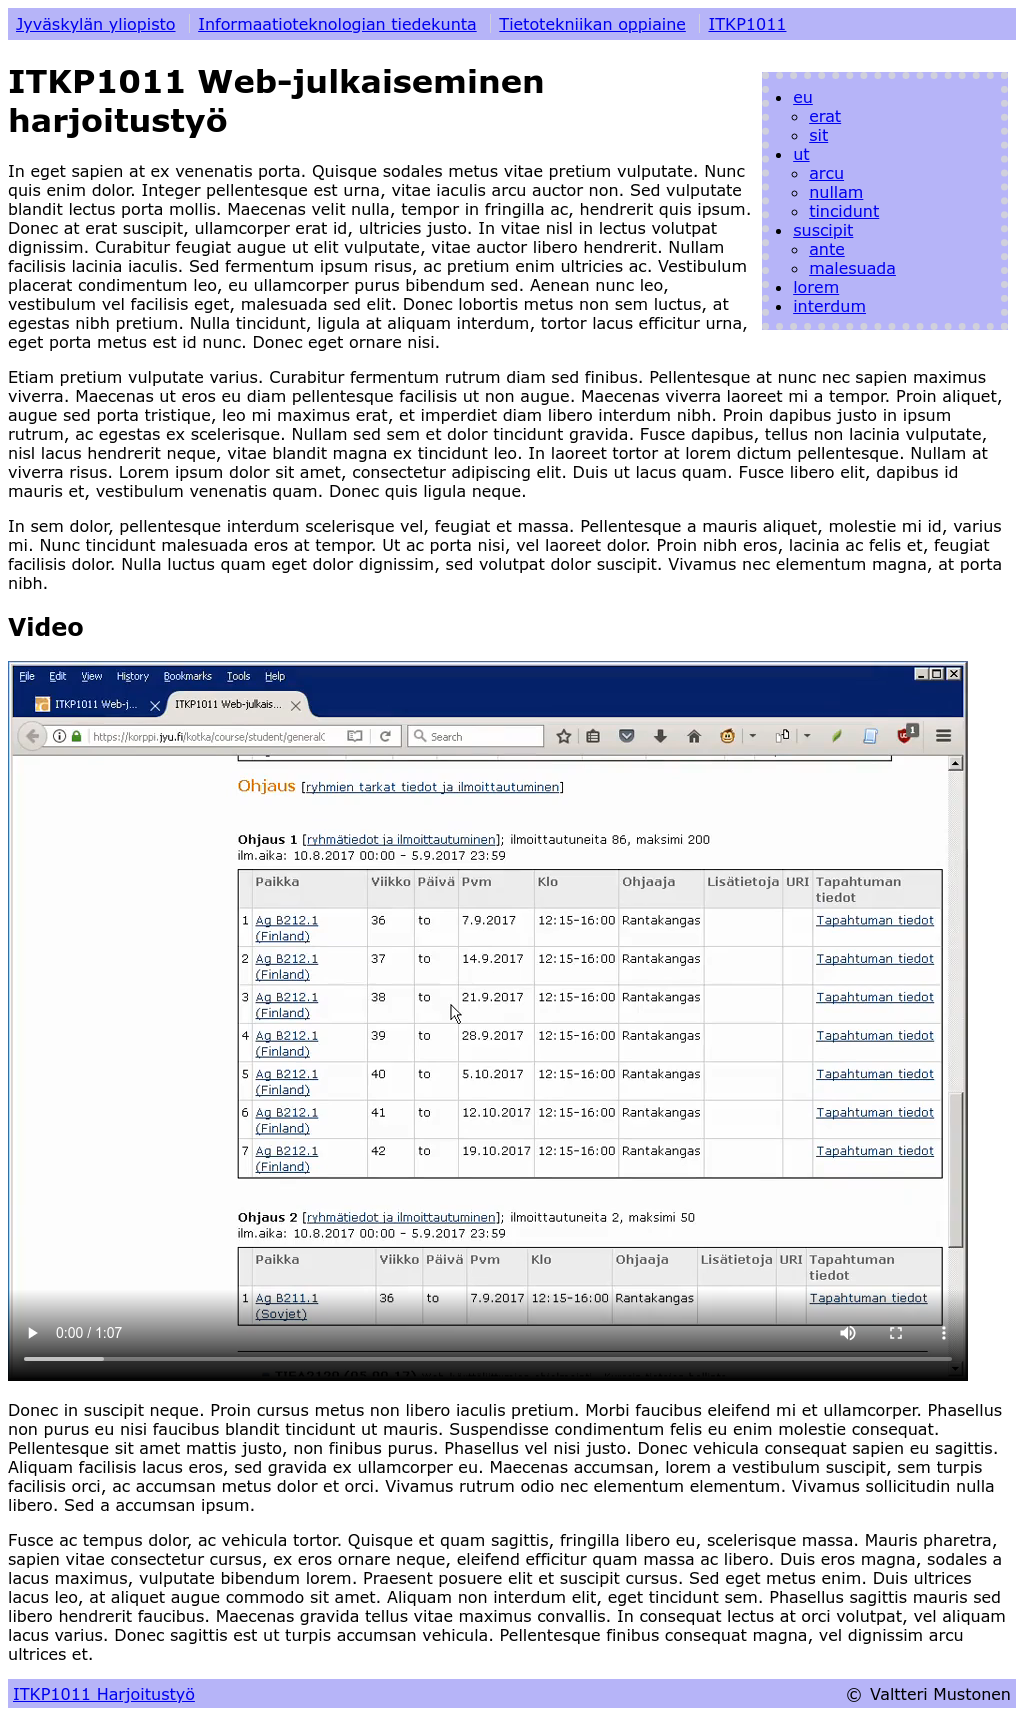 Jyväskylän yliopisto Informaatioteknologian tiedekunta Tietotekniikan oppiaine ITKP1011
ITKP1011 Web-julkaiseminen
harjoitustyö
eu
erat
sit
ut
arcu
nullam
tincidunt
suscipit
ante
malesuada
lorem
interdum
In eget sapien at ex venenatis porta. Quisque sodales metus vitae pretium vulputate. Nunc
quis enim dolor. Integer pellentesque est urna, vitae iaculis arcu auctor non. Sed vulputate
blandit lectus porta mollis. Maecenas velit nulla, tempor in fringilla ac, hendrerit quis ipsum.
Donec at erat suscipit, ullamcorper erat id, ultricies justo. In vitae nisl in lectus volutpat
dignissim. Curabitur feugiat augue ut elit vulputate, vitae auctor libero hendrerit. Nullam
facilisis lacinia iaculis. Sed fermentum ipsum risus, ac pretium enim ultricies ac. Vestibulum
placerat condimentum leo, eu ullamcorper purus bibendum sed. Aenean nunc leo,
vestibulum vel facilisis eget, malesuada sed elit. Donec lobortis metus non sem luctus, at
egestas nibh pretium. Nulla tincidunt, ligula at aliquam interdum, tortor lacus efficitur urna,
eget porta metus est id nunc. Donec eget ornare nisi.
Etiam pretium vulputate varius. Curabitur fermentum rutrum diam sed finibus. Pellentesque at nunc nec sapien maximus
viverra. Maecenas ut eros eu diam pellentesque facilisis ut non augue. Maecenas viverra laoreet mi a tempor. Proin aliquet,
augue sed porta tristique, leo mi maximus erat, et imperdiet diam libero interdum nibh. Proin dapibus justo in ipsum
rutrum, ac egestas ex scelerisque. Nullam sed sem et dolor tincidunt gravida. Fusce dapibus, tellus non lacinia vulputate,
nisl lacus hendrerit neque, vitae blandit magna ex tincidunt leo. In laoreet tortor at lorem dictum pellentesque. Nullam at
viverra risus. Lorem ipsum dolor sit amet, consectetur adipiscing elit. Duis ut lacus quam. Fusce libero elit, dapibus id
mauris et, vestibulum venenatis quam. Donec quis ligula neque.
In sem dolor, pellentesque interdum scelerisque vel, feugiat et massa. Pellentesque a mauris aliquet, molestie mi id, varius
mi. Nunc tincidunt malesuada eros at tempor. Ut ac porta nisi, vel laoreet dolor. Proin nibh eros, lacinia ac felis et, feugiat
facilisis dolor. Nulla luctus quam eget dolor dignissim, sed volutpat dolor suscipit. Vivamus nec elementum magna, at porta
nibh.
Video
File Edit View History Bookmarks Tools Help
ITKP1011 Web-j... ITKP1011 Web-julkais...
https://korppi.jyu.fi/kotka/course/student/generalC Search 1
Ohjaus [ryhmien tarkat tiedot ja ilmoittautuminen]
Ohjaus 1 [ryhmätiedot ja ilmoittautuminen]; ilmoittautuneita 86, maksimi 200
ilm.aika: 10.8.2017 00:00 - 5.9.2017 23:59
Paikka Viikko Päivä Pvm Klo Ohjaaja Lisätietoja URI Tapahtuman
tiedot
1 Ag B212.1 36 to 7.9.2017 12:15-16:00 Rantakangas Tapahtuman tiedot
(Finland)
2 Ag B212.1 37 to 14.9.2017 12:15-16:00 Rantakangas Tapahtuman tiedot
(Finland)
3 Ag B212.1 38 to 21.9.2017 12:15-16:00 Rantakangas Tapahtuman tiedot
(Finland)
4 Ag B212.1 39 to 28.9.2017 12:15-16:00 Rantakangas Tapahtuman tiedot
(Finland)
5 Ag B212.1 40 to 5.10.2017 12:15-16:00 Rantakangas Tapahtuman tiedot
(Finland)
6 Ag B212.1 41 to 12.10.2017 12:15-16:00 Rantakangas Tapahtuman tiedot
(Finland)
7 Ag B212.1 42 to 19.10.2017 12:15-16:00 Rantakangas Tapahtuman tiedot
(Finland)
Ohjaus 2 [ryhmätiedot ja ilmoittautuminen]; ilmoittautuneita 2, maksimi 50
ilm.aika: 10.8.2017 00:00 - 5.9.2017 23:59
Paikka Viikko Päivä Pvm Klo Ohjaaja Lisätietoja URI Tapahtuman
tiedot
1 Ag B211.1 36 to 7.9.2017 12:15-16:00 Rantakangas Tapahtuman tiedot
(Sovjet)
0:00 / 1:07
Donec in suscipit neque. Proin cursus metus non libero iaculis pretium. Morbi faucibus eleifend mi et ullamcorper. Phasellus
non purus eu nisi faucibus blandit tincidunt ut mauris. Suspendisse condimentum felis eu enim molestie consequat.
Pellentesque sit amet mattis justo, non finibus purus. Phasellus vel nisi justo. Donec vehicula consequat sapien eu sagittis.
Aliquam facilisis lacus eros, sed gravida ex ullamcorper eu. Maecenas accumsan, lorem a vestibulum suscipit, sem turpis
facilisis orci, ac accumsan metus dolor et orci. Vivamus rutrum odio nec elementum elementum. Vivamus sollicitudin nulla
libero. Sed a accumsan ipsum.
Fusce ac tempus dolor, ac vehicula tortor. Quisque et quam sagittis, fringilla libero eu, scelerisque massa. Mauris pharetra,
sapien vitae consectetur cursus, ex eros ornare neque, eleifend efficitur quam massa ac libero. Duis eros magna, sodales a
lacus maximus, vulputate bibendum lorem. Praesent posuere elit et suscipit cursus. Sed eget metus enim. Duis ultrices
lacus leo, at aliquet augue commodo sit amet. Aliquam non interdum elit, eget tincidunt sem. Phasellus sagittis mauris sed
libero hendrerit faucibus. Maecenas gravida tellus vitae maximus convallis. In consequat lectus at orci volutpat, vel aliquam
lacus varius. Donec sagittis est ut turpis accumsan vehicula. Pellentesque finibus consequat magna, vel dignissim arcu
ultrices et.
ITKP1011 Harjoitustyö © Valtteri Mustonen